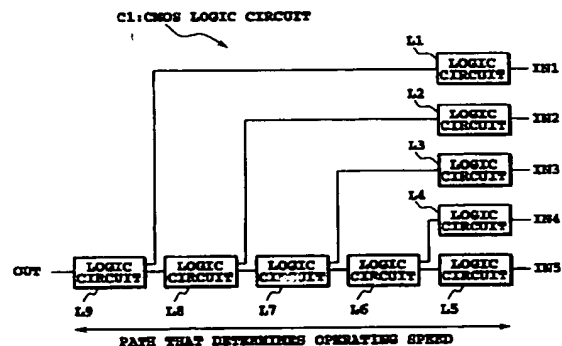 C1:CMOS LOGIC CIRCUIT
L1
LOGIC CIRCUIT
IN1
L2
LOGIC CIRCUIT
IN2
L3
LOGIC CIRCUIT
IN3
L4
LOGIC CIRCUIT
IN4
OUT
LOGIC CIRCUIT
LOGIC CIRCUIT
LOGIC CIRCUIT
LOGIC CIRCUIT
LOGIC CIRCUIT
IN5
L9
L8
L7
L6
L5
PATH THAT DETERMINES OPERATING SPEED